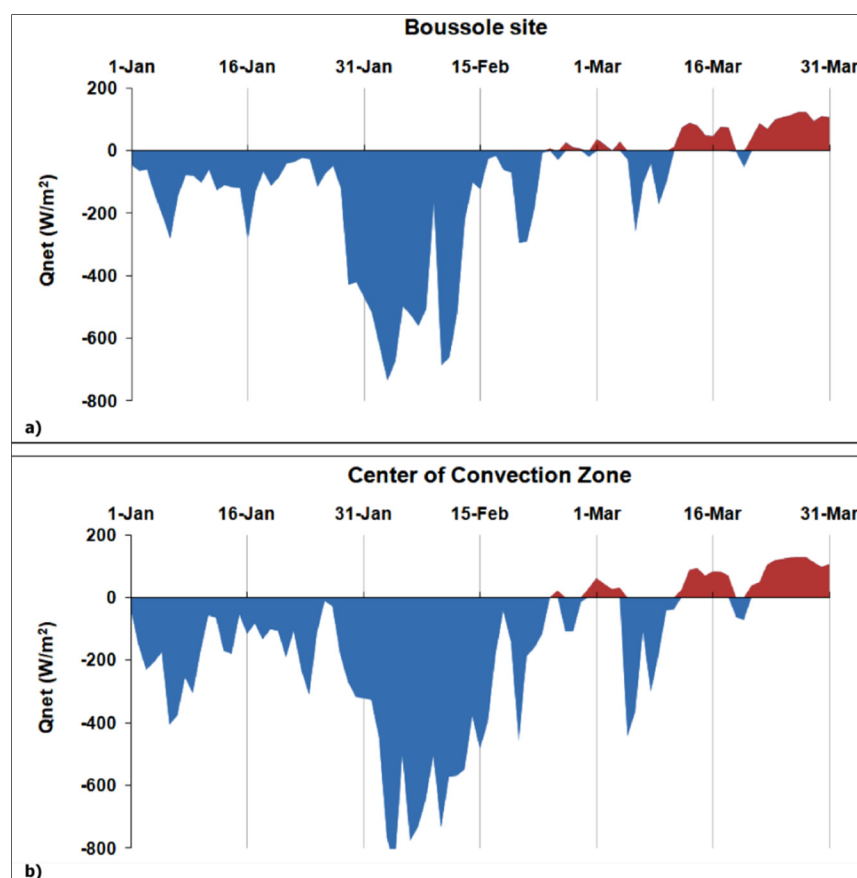 Boussole site
1-Jan 16-Jan 31-Jan 15-Feb 1-Mar 16-Mar 31-Mar
200
0
-200
-400
-600
-800
Qnet (W/m²)
a)
Center of Convection Zone
1-Jan 16-Jan 31-Jan 15-Feb 1-Mar 16-Mar 31-Mar
200
0
-200
-400
-600
-800
Qnet (W/m²)
b)